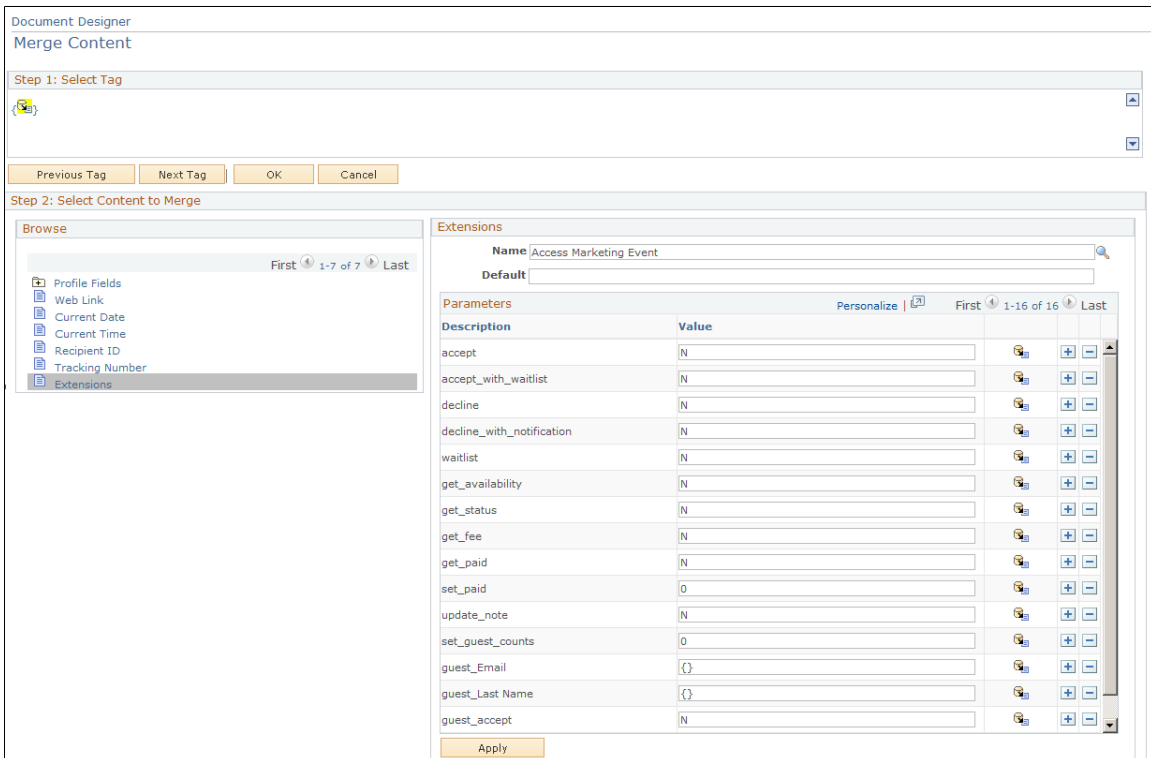 Document Designer
Merge Content
Step 1: Select Tag
{}
Previous Tag Next Tag OK Cancel
Step 2: Select Content to Merge
Browse
First 1-7 of 7 Last
Profile Fields
Web Link
Current Date
Current Time
Recipient ID
Tracking Number
Extensions
Extensions
Name Access Marketing Event
Default
Parameters Personalize | First 1-16 of 16 Last
Description Value
accept N
accept_with_waitlist N
decline N
decline_with_notification N
waitlist N
get_availability N
get_status N
get_fee N
get_paid N
set_paid 0
update_note N
set_guest_counts 0
guest_Email {}
guest_Last Name {}
guest_accept N
Apply